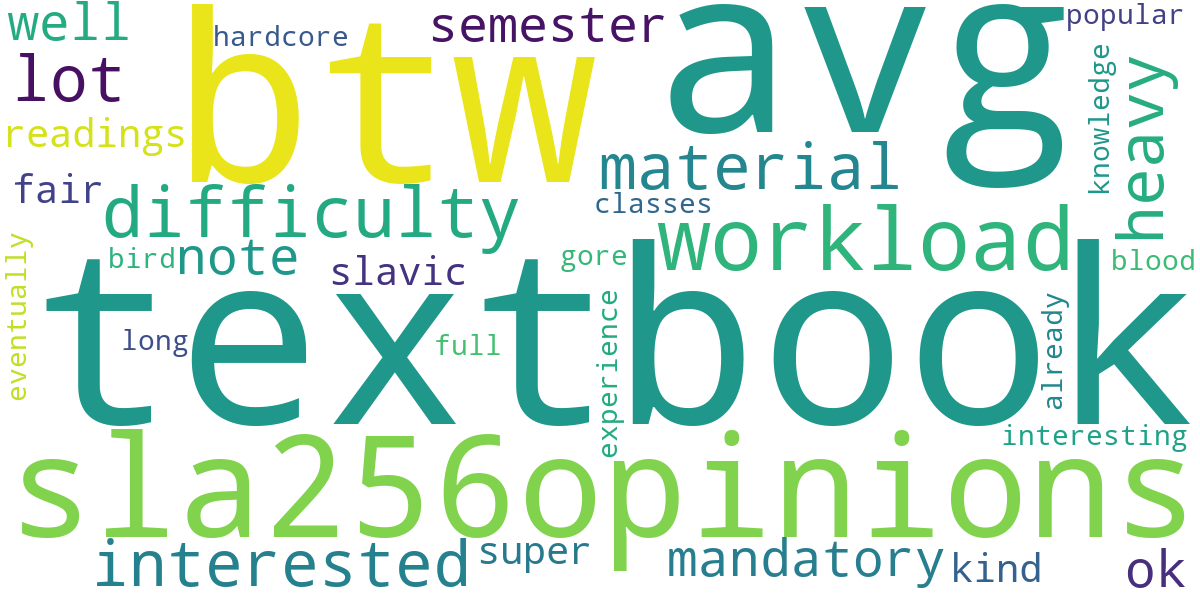 well
hardcore
btw
semester
avg
popular
lot
readings
knowledge
heavy
fair
difficulty
material
classes
workload
note
bird
slavic
gore
blood
eventually
textbook
long
full
experience
already
interesting
sla256opinions
interested
super
mandatory
kind
ok